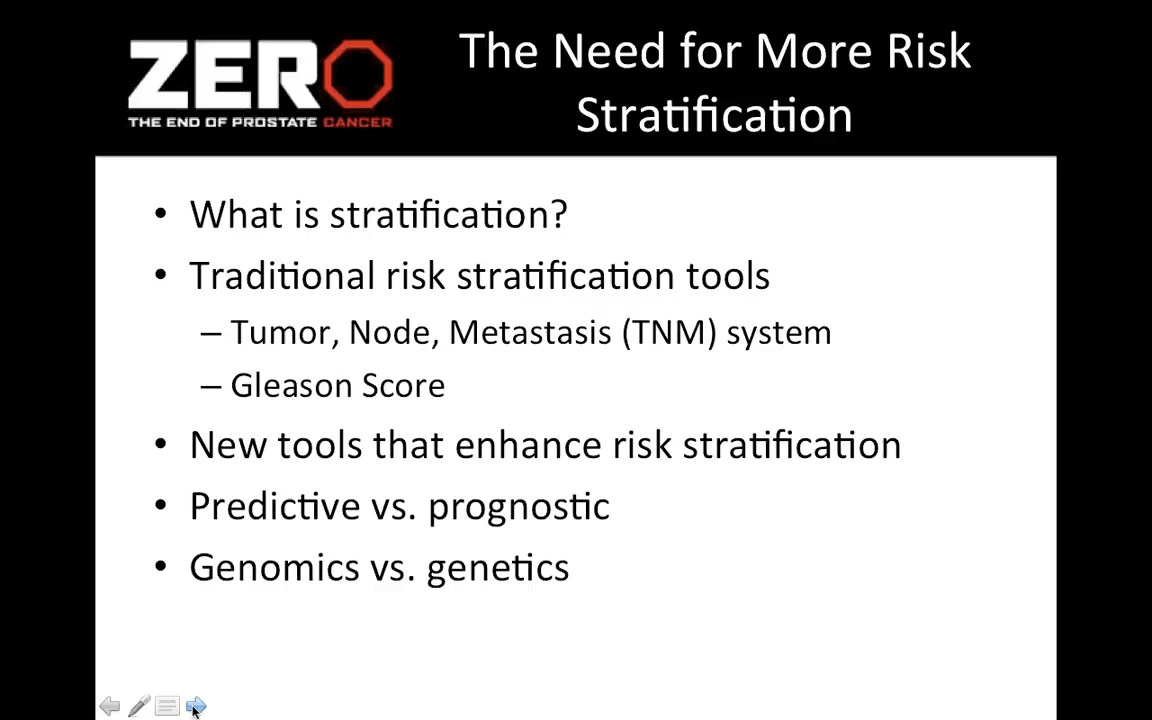 ZERO
THE END OF PROSTATE CANCER
The Need for More Risk
Stratification
• What is stratification?
• Traditional risk stratification tools
– Tumor, Node, Metastasis (TNM) system
– Gleason Score
• New tools that enhance risk stratification
• Predictive vs. prognostic
• Genomics vs. genetics